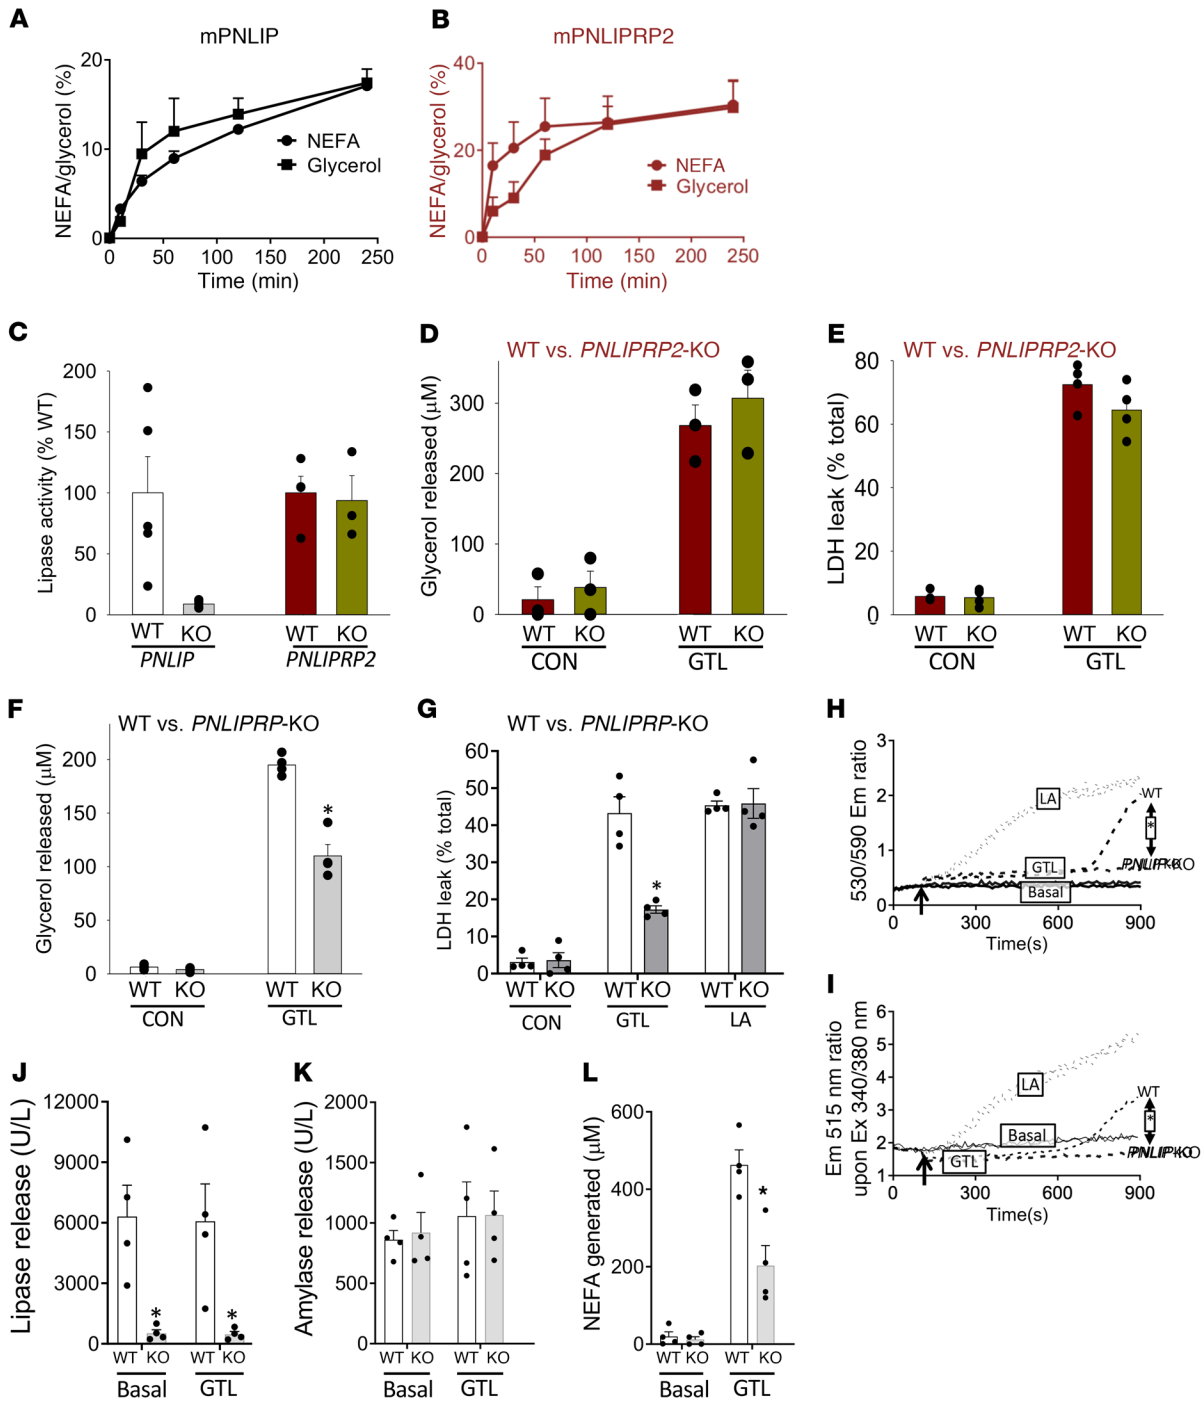 A
mPNLIP
NEFA/glycerol (%)
20
10
0
NEFA
Glycerol
0 50 100 150 200 250
Time (min)
B
mPNLIPRP2
NEFA/glycerol (%)
40
20
0
NEFA
Glycerol
0 50 100 150 200 250
Time (min)
C
Lipase activity (% WT)
200
150
100
50
0
WT KO WT KO
PNLIP PNLIPRP2
D
WT vs. PNLIPRP2-KO
Glycerol released (μM)
300
200
100
0
WT KO WT KO
CON GTL
E
WT vs. PNLIPRP2-KO
LDH leak (% total)
80
60
40
20
0
WT KO WT KO
CON GTL
F
WT vs. PNLIPRP-KO
Glycerol released (μM)
200
150
100
50
0
*
WT KO WT KO
CON GTL
G
WT vs. PNLIPRP-KO
LDH leak (% total)
60
50
40
30
20
10
0
*
WT KO WT KO WT KO
CON GTL LA
H
530/590 Em ratio
3
2
1
0
LA
WT
*
GTL
Basal
0 300 600 900
Time(s)
I
Em 515 nm ratio
upon Ex 340/380 nm
6
5
4
3
2
1
LA
WT
*
Basal
GTL
0 300 600 900
Time(s)
J
Lipase release (U/L)
12000
9000
6000
3000
0
* *
WT KO WT KO
Basal GTL
K
Amylase release (U/L)
2000
1500
1000
500
0
WT KO WT KO
Basal GTL
L
NEFA generated (μM)
600
400
200
0
*
WT KO WT KO
Basal GTL